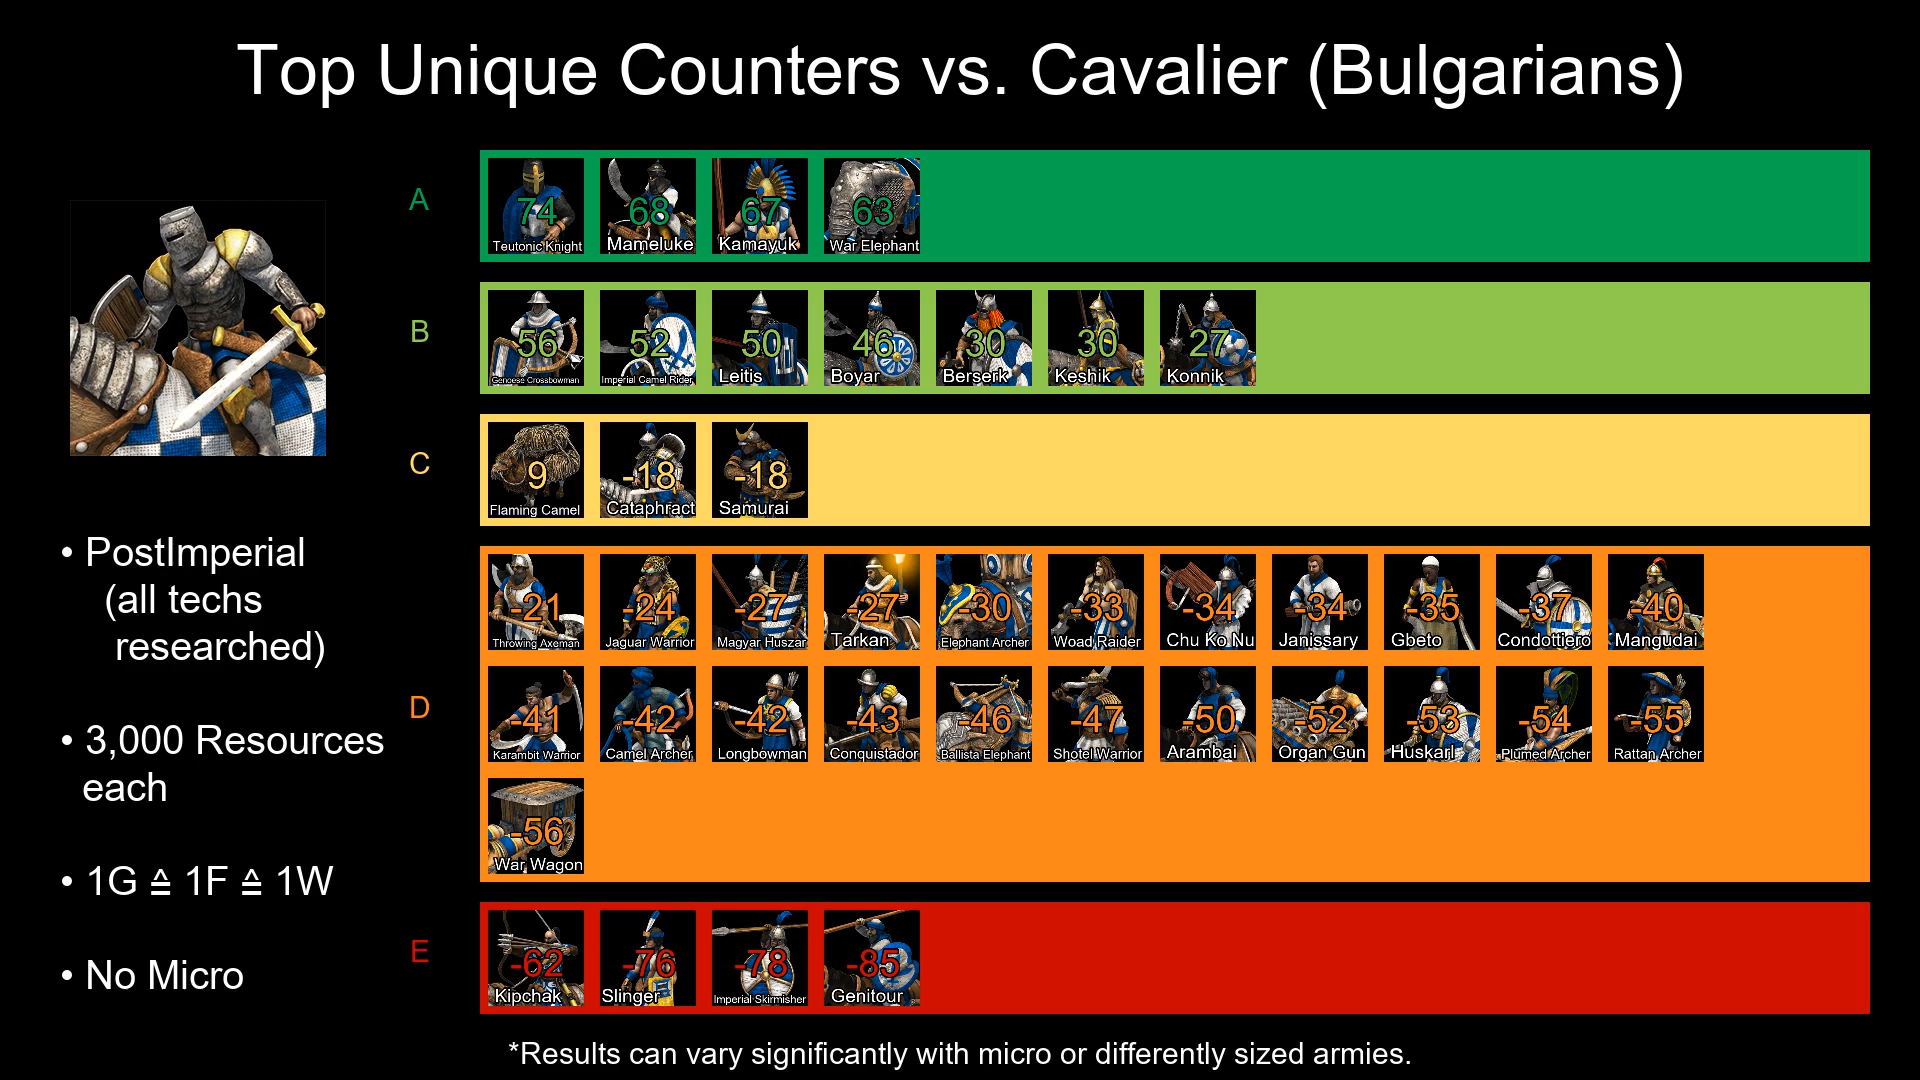 Top Unique Counters vs. Cavalier (Bulgarians)
A
74 68 67 63
Teutonic Knight Mameluke Kamayuk War Elephant
B
56 52 50 46 30 30 27
Genoese Crossbowman Imperial Camel Rider Leitis Boyar Berserk Keshik Konnik
C
9 -18 -18
Flaming Camel Cataphract Samurai
• PostImperial
(all techs
researched)
• 3,000 Resources
each
• 1G ≙ 1F ≙ 1W
• No Micro
D
-21 -24 -27 -27 -30 -33 -34 -34 -35 -37 -40
Throwing Axeman Jaguar Warrior Magyar Huszar Tarkan Elephant Archer Woad Raider Chu Ko Nu Janissary Gbeto Condottiero Mangudai
-41 -42 -42 -43 -46 -47 -50 -52 -53 -54 -55
Karambit Warrior Camel Archer Longbowman Conquistador Ballista Elephant Shotel Warrior Arambai Organ Gun Huskarl Plumed Archer Rattan Archer
-56
War Wagon
E
-62 -76 -78 -85
Kipchak Slinger Imperial Skirmisher Genitour
*Results can vary significantly with micro or differently sized armies.